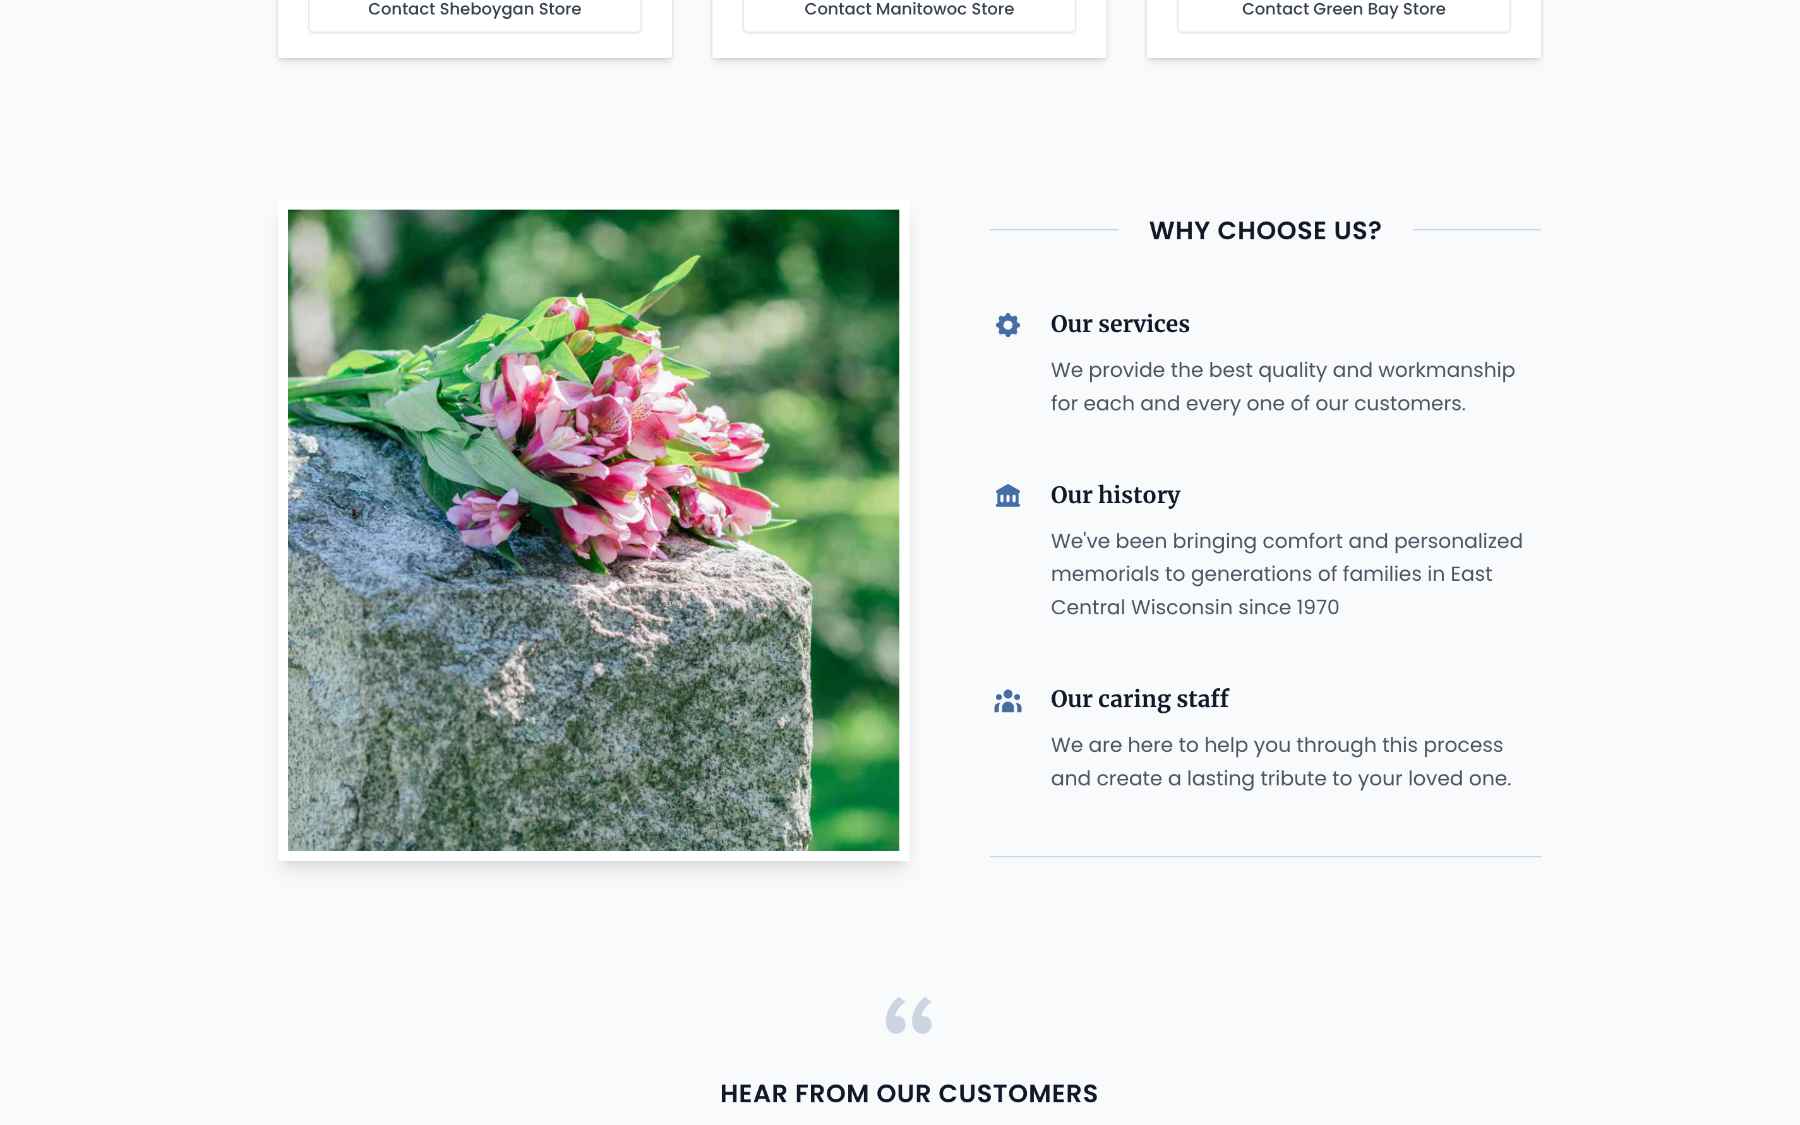 Contact Sheboygan Store
Contact Manitowoc Store
Contact Green Bay Store
WHY CHOOSE US?
Our services
We provide the best quality and workmanship
for each and every one of our customers.
Our history
We've been bringing comfort and personalized
memorials to generations of families in East
Central Wisconsin since 1970
Our caring staff
We are here to help you through this process
and create a lasting tribute to your loved one.
“
HEAR FROM OUR CUSTOMERS